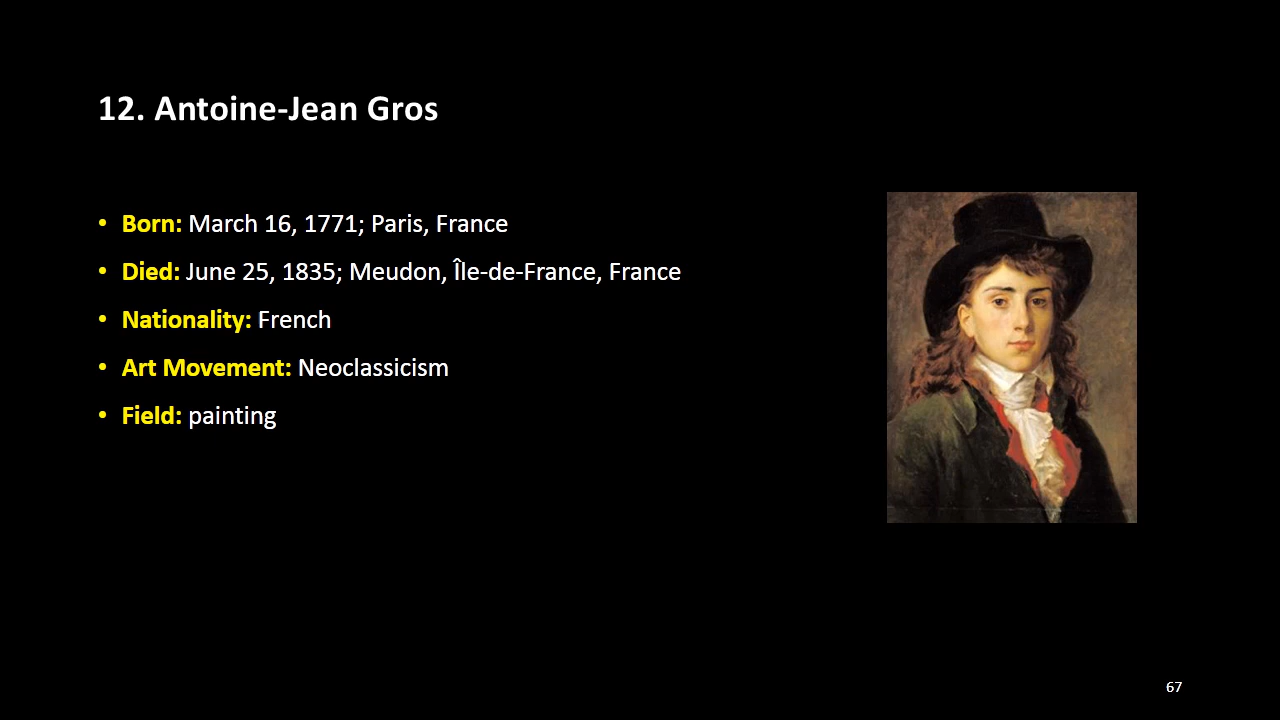 12. Antoine-Jean Gros
• Born: March 16, 1771; Paris, France
• Died: June 25, 1835; Meudon, Île-de-France, France
• Nationality: French
• Art Movement: Neoclassicism
• Field: painting
67